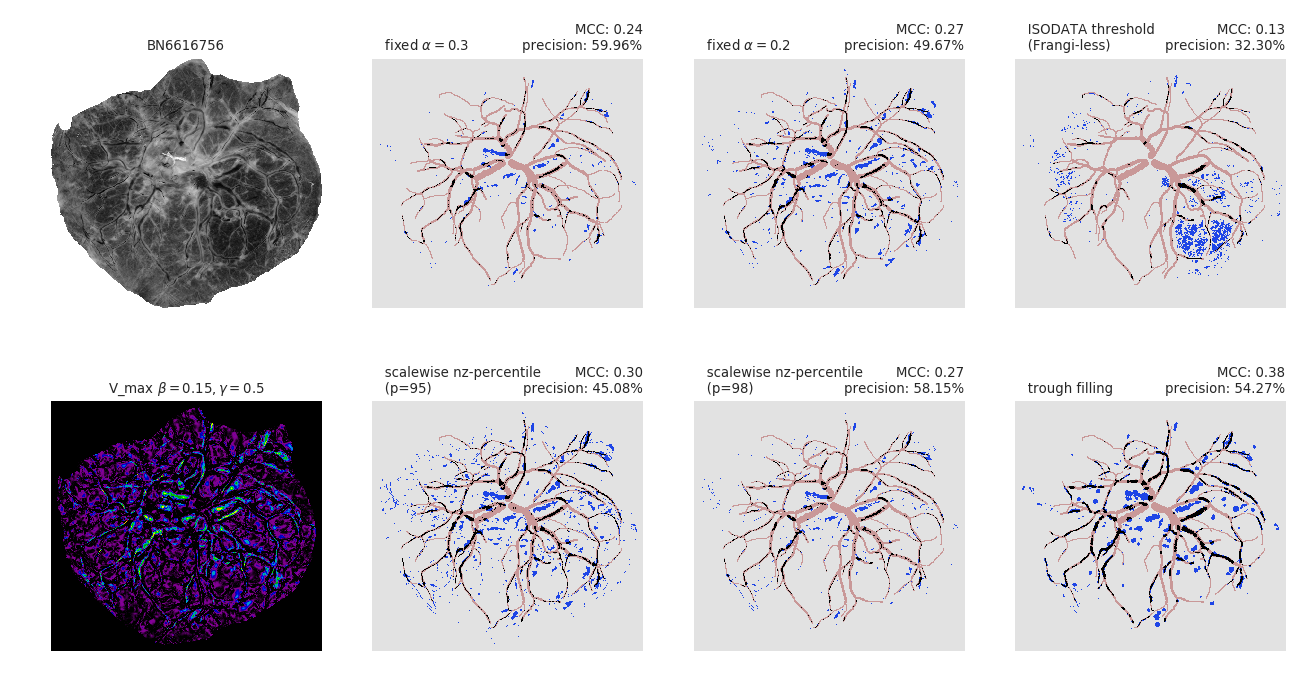 BN6616756
MCC: 0.24
fixed α = 0.3 precision: 59.96%
MCC: 0.27
fixed α = 0.2 precision: 49.67%
ISODATA threshold MCC: 0.13
(Frangi-less) precision: 32.30%
V_max β = 0.15, γ = 0.5
scalewise nz-percentile MCC: 0.30
(p=95) precision: 45.08%
scalewise nz-percentile MCC: 0.27
(p=98) precision: 58.15%
MCC: 0.38
trough filling precision: 54.27%